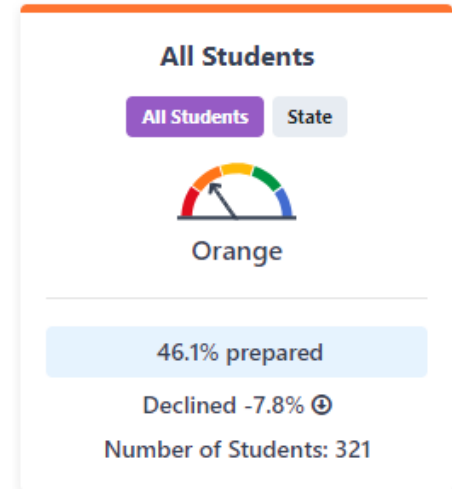 All Students
All Students State
Orange
46.1% prepared
Declined -7.8%
Number of Students: 321